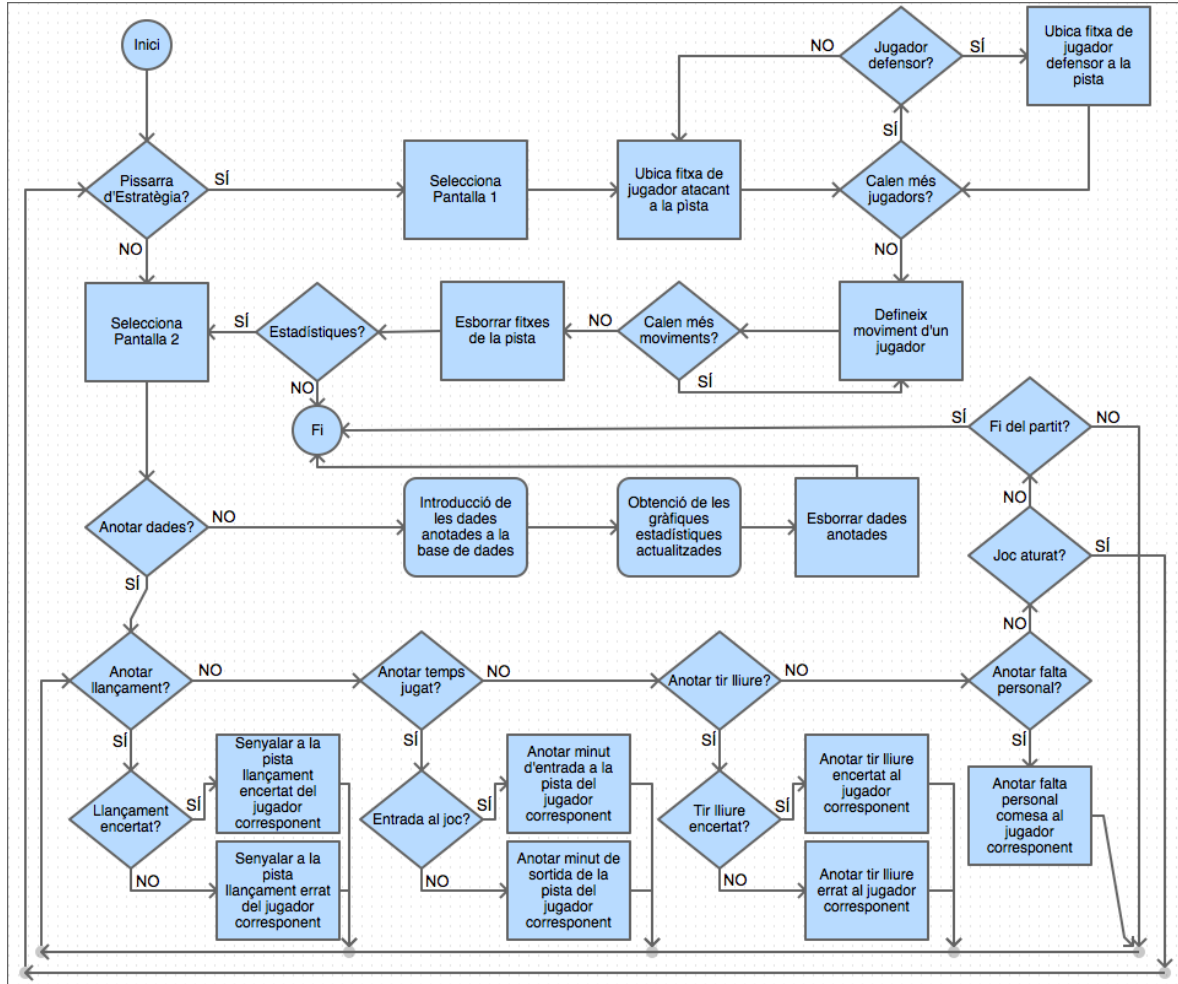 Inici
Jugador
defensor?
NO
SÍ
Ubica fitxa de
jugador
defensor a la
pista
SÍ
Pissarra
d'Estratègia?
SÍ
NO
Selecciona
Pantalla 1
Ubica fitxa de
jugador atacant
a la pista
Calen més
jugadors?
NO
Selecciona
Pantalla 2
SÍ
Estadístiques?
NO
Esborrar fitxes
de la pista
NO
Calen més
moviments?
SÍ
Defineix
moviment d'un
jugador
Fi
SÍ
Fi del partit?
NO
NO
Anotar dades?
NO
SÍ
Introducció de
les dades
anotades a la
base de dades
Obtenció de les
gràfiques
estadístiques
actualitzades
Esborrar dades
anotades
Joc aturat?
SÍ
NO
Anotar
llançament?
NO
SÍ
Anotar temps
jugat?
NO
SÍ
Anotar tir lliure?
NO
SÍ
Anotar falta
personal?
SÍ
Llançament
encertat?
SÍ
NO
Senyalar a la
pista
llançament
encertat del
jugador
corresponent
Senyalar a la
pista
llançament errat
del jugador
corresponent
Entrada al joc?
SÍ
NO
Anotar minut
d'entrada a la
pista del
jugador
corresponent
Anotar minut de
sortida de la
pista del
jugador
corresponent
Tir lliure
encertat?
SÍ
NO
Anotar tir lliure
encertat al
jugador
corresponent
Anotar tir lliure
errat al jugador
corresponent
Anotar falta
personal
comesa al
jugador
corresponent